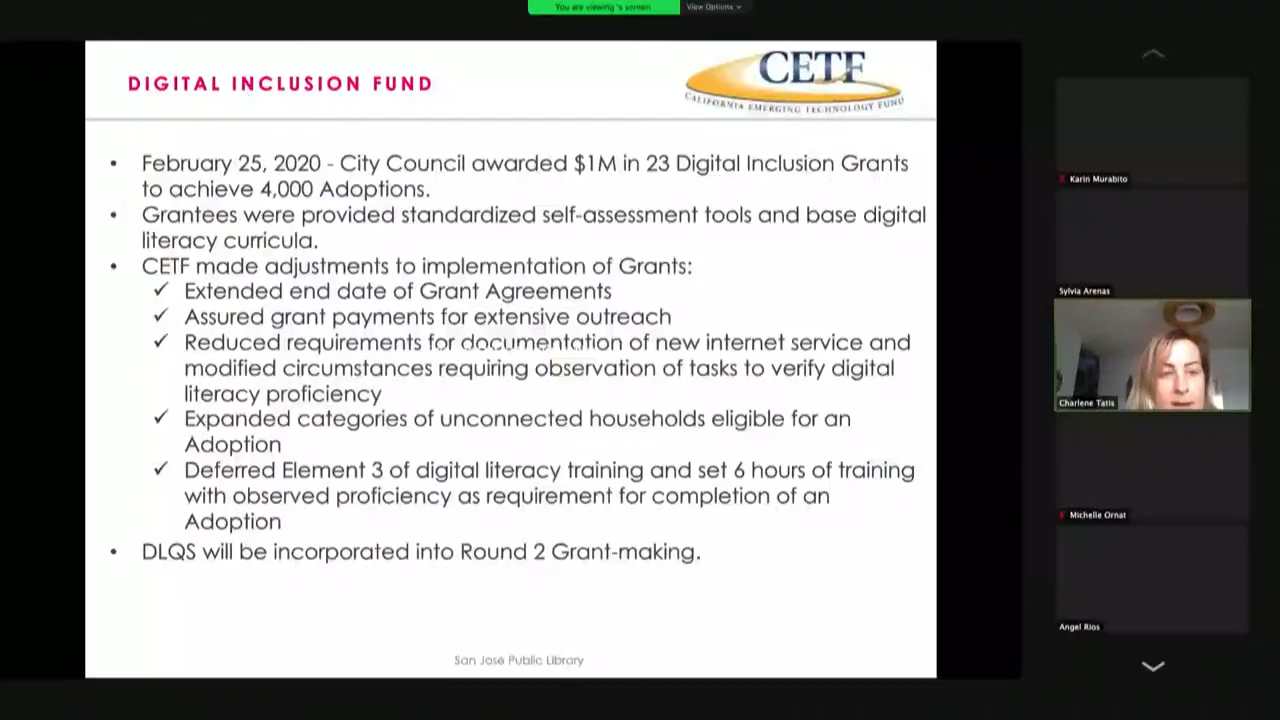 You are viewing 's screen
View Options
DIGITAL INCLUSION FUND
CETF
CALIFORNIA EMERGING TECHNOLOGY FUND
• February 25, 2020 - City Council awarded $1M in 23 Digital Inclusion Grants
to achieve 4,000 Adoptions.
• Grantees were provided standardized self-assessment tools and base digital
literacy curricula.
• CETF made adjustments to implementation of Grants:
✓ Extended end date of Grant Agreements
✓ Assured grant payments for extensive outreach
✓ Reduced requirements for documentation of new internet service and
modified circumstances requiring observation of tasks to verify digital
literacy proficiency
✓ Expanded categories of unconnected households eligible for an
Adoption
✓ Deferred Element 3 of digital literacy training and set 6 hours of training
with observed proficiency as requirement for completion of an
Adoption
• DLQS will be incorporated into Round 2 Grant-making.
San José Public Library
Karin Murabito
Sylvia Arenas
Charlene Tatis
Michelle Ornat
Angel Rios